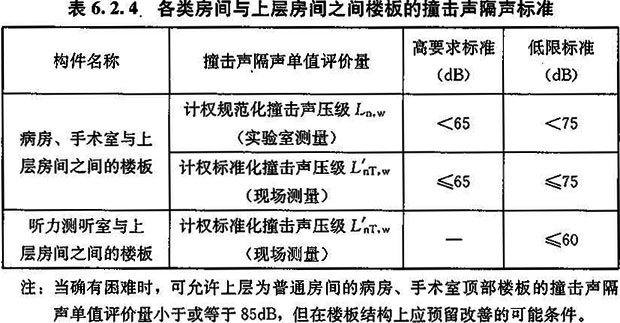 表 6.2.4 各类房间与上层房间之间楼板的撞击声隔声标准
构件名称 撞击声隔声单值评价量 高要求标准（dB） 低限标准（dB）
病房、手术室与上层房间之间的楼板 计权规范化撞击声压级 Ln,w（实验室测量） <65 <75
计权标准化撞击声压级 L′nT,w（现场测量） ≤65 ≤75
听力测听室与上层房间之间的楼板 计权标准化撞击声压级 L′nT,w（现场测量） — ≤60
注：当确有困难时，可允许上层为普通房间的病房、手术室顶部楼板的撞击声隔
声单值评价量小于或等于 85dB，但在楼板结构上应预留改善的可能条件。